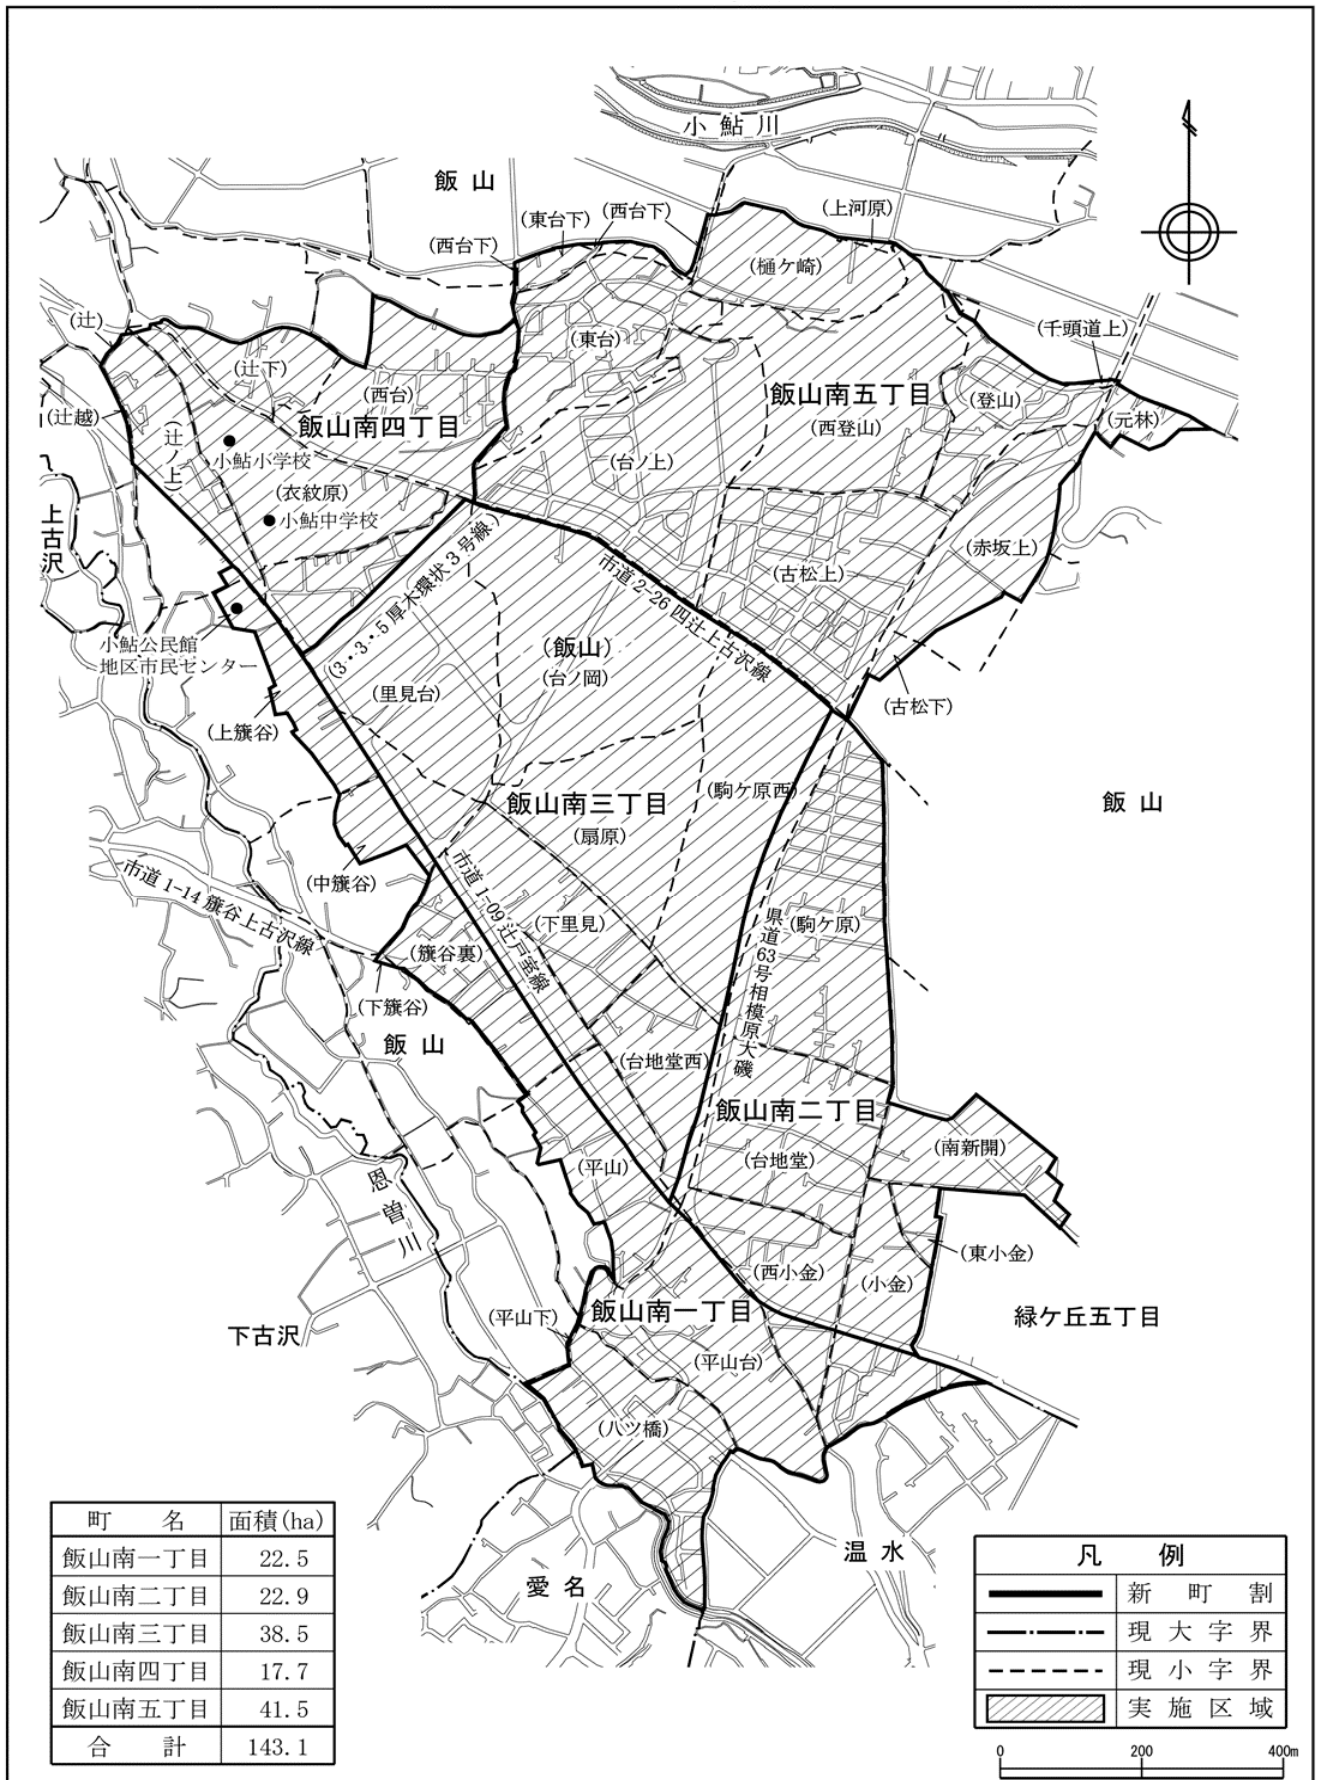 小鮎川
飯山
(東台下)
(西台下)
(上河原)
(西台下)
(樋ケ崎)
(辻)
(千頭道上)
(東台)
(辻下)
(西台)
飯山南五丁目
(登山)
(辻越)
飯山南四丁目
(西登山)
(元林)
(辻ノ上)
小鮎小学校
(台ノ上)
(衣紋原)
小鮎中学校
上古沢
(3・3・5厚木環状3号線)
(赤坂上)
市道2-26四辻上古沢線
(古松上)
小鮎公民館
地区市民センター
(飯山)
(台ノ岡)
(里見台)
(古松下)
(上籏谷)
(駒ケ原西)
飯山南三丁目
(扇原)
飯山
市道1-14籏谷上古沢線
(中籏谷)
市道1-09辻戸室線
(下里見)
県道63号相模原大磯
(駒ケ原)
(籏谷裏)
(下籏谷)
飯山
(台地堂西)
飯山南二丁目
(台地堂)
(南新開)
(平山)
恩曽川
(東小金)
(西小金)
(小金)
飯山南一丁目
(平山下)
下古沢
緑ケ丘五丁目
(平山台)
(八ツ橋)
温水
愛名
町名 面積(ha)
飯山南一丁目 22.5
飯山南二丁目 22.9
飯山南三丁目 38.5
飯山南四丁目 17.7
飯山南五丁目 41.5
合計 143.1
凡例
新町割
現大字界
現小字界
実施区域
0 200 400m